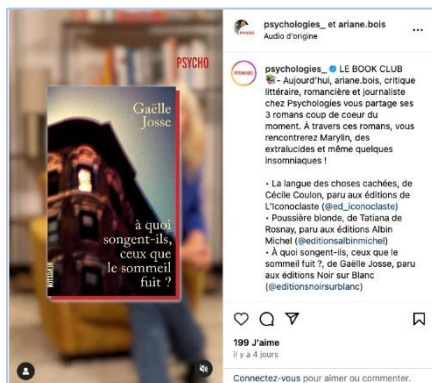 PSYCHO
Gaëlle
Josse
à quoi
songent-ils,
ceux que
le sommeil
fuit ?
psychologies_ et ariane.bois
Audio d'origine
psychologies_ LE BOOK CLUB
- Aujourd'hui, ariane.bois, critique
littéraire, romancière et journaliste
chez Psychologies vous partage ses
3 romans coup de coeur du
moment. À travers ces romans, vous
rencontrerez Marylin, des
extralucides et même quelques
insomniaques !
• La langue des choses cachées, de
Cécile Coulon, paru aux éditions de
L'Iconoclaste (@ed_iconoclaste)
• Poussière blonde, de Tatiana de
Rosnay, paru aux éditions Albin
Michel (@editionsalbinmichel)
• À quoi songent-ils, ceux que le
sommeil fuit ?, de Gaëlle Josse, paru
aux éditions Noir sur Blanc
(@editionsnoirsurblanc)
199 J'aime
il y a 4 jours
Connectez-vous pour aimer ou commenter.